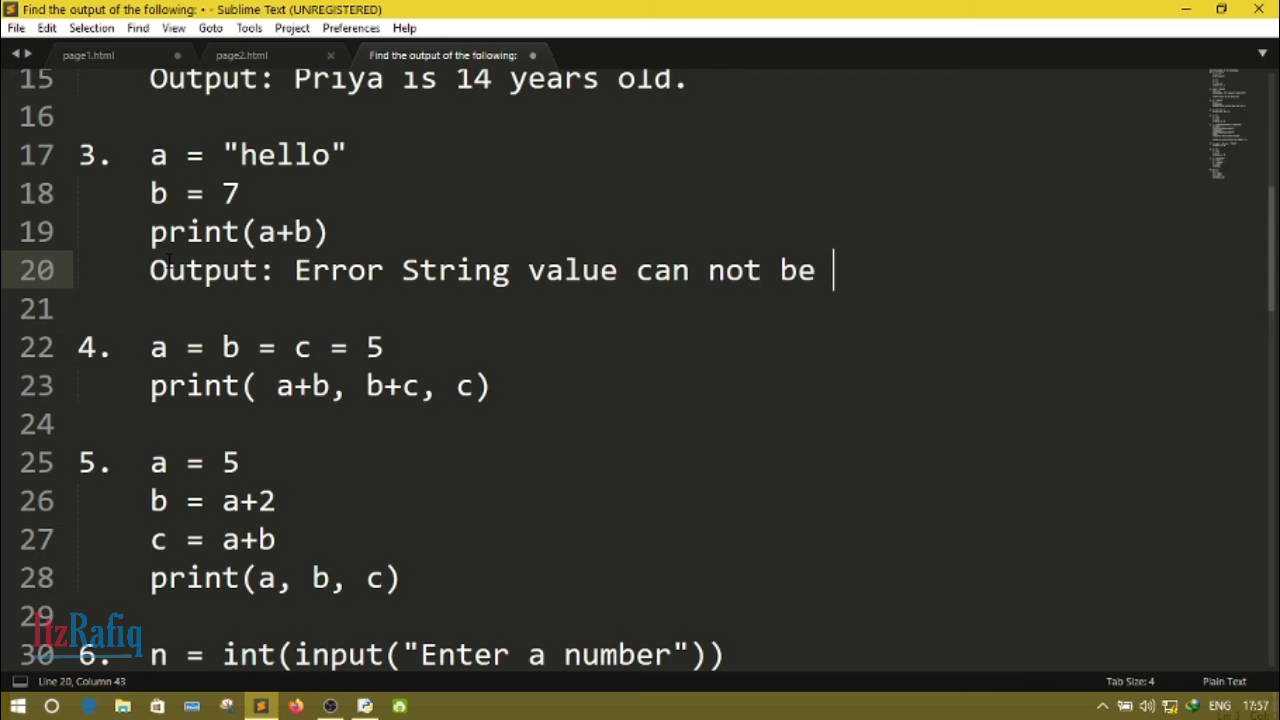 Find the output of the following: • - Sublime Text (UNREGISTERED)
File Edit Selection Find View Goto Tools Project Preferences Help
page1.html page2.html Find the output of the following:
15 Output: Priya is 14 years old.
16
17 3. a = "hello"
18 b = 7
19 print(a+b)
20 Output: Error String value can not be
21
22 4. a = b = c = 5
23 print( a+b, b+c, c)
24
25 5. a = 5
26 b = a+2
27 c = a+b
28 print(a, b, c)
29
ItzRafiq
30 6. n = int(input("Enter a number"))
Line 20, Column 43 Tab Size: 4 Plain Text
ENG 17:57